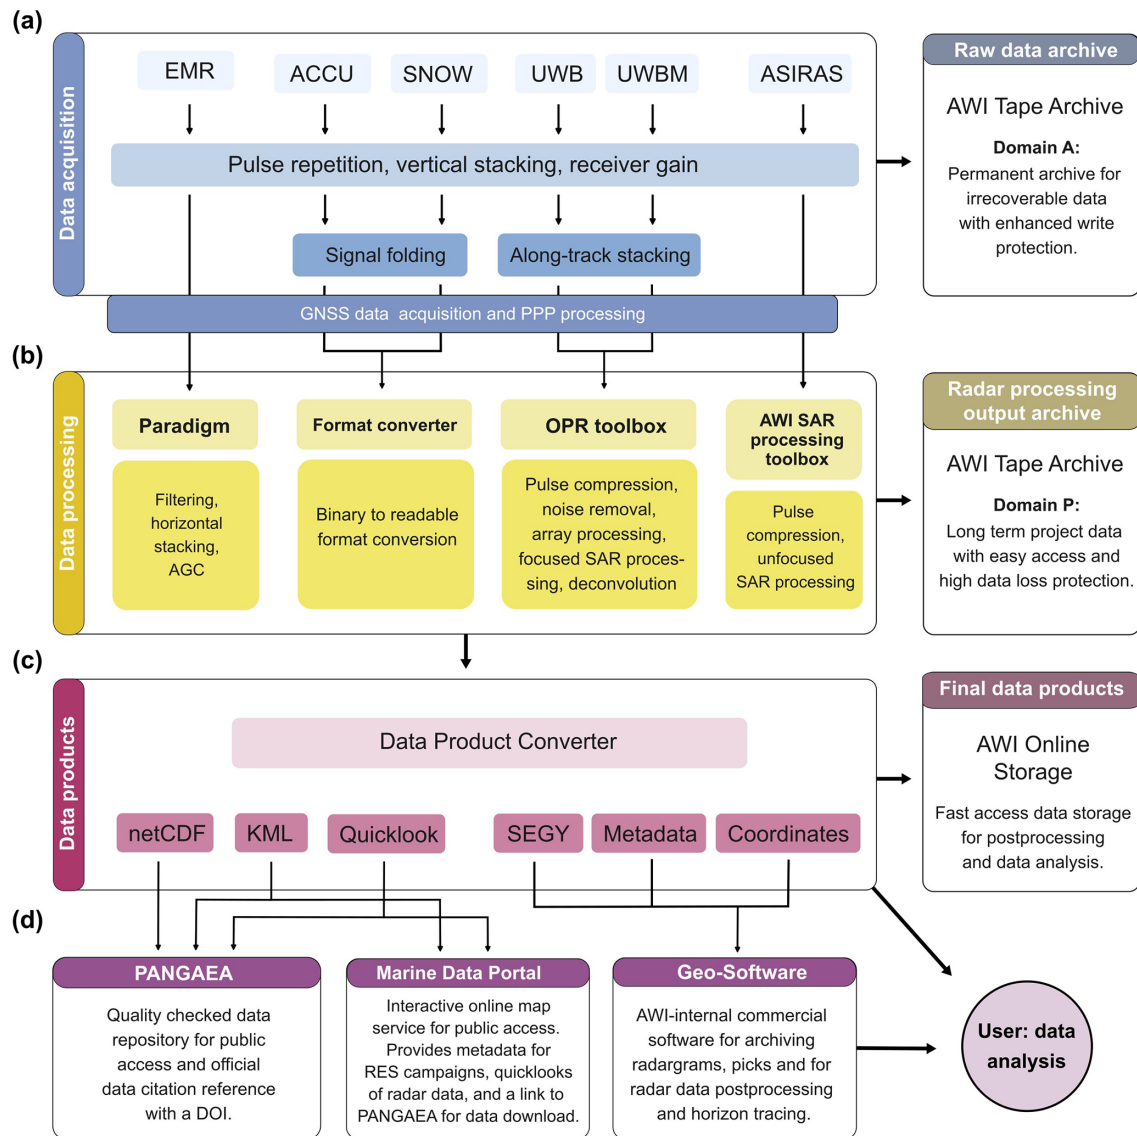 (a)
Data acquisition
EMR
ACCU
SNOW
UWB
UWBM
ASIRAS
Pulse repetition, vertical stacking, receiver gain
Signal folding
Along-track stacking
GNSS data acquisition and PPP processing
Raw data archive
AWI Tape Archive
Domain A:
Permanent archive for
irrecoverable data
with enhanced write
protection.
(b)
Data processing
Paradigm
Filtering,
horizontal
stacking,
AGC
Format converter
Binary to readable
format conversion
OPR toolbox
Pulse compression,
noise removal,
array processing,
focused SAR proces-
sing, deconvolution
AWI SAR
processing
toolbox
Pulse
compression,
unfocused
SAR processing
Radar processing
output archive
AWI Tape Archive
Domain P:
Long term project data
with easy access and
high data loss protection.
(c)
Data products
Data Product Converter
netCDF
KML
Quicklook
SEGY
Metadata
Coordinates
Final data products
AWI Online
Storage
Fast access data storage
for postprocessing
and data analysis.
(d)
PANGAEA
Quality checked data
repository for public
access and official
data citation reference
with a DOI.
Marine Data Portal
Interactive online map
service for public access.
Provides metadata for
RES campaigns, quicklooks
of radar data, and a link to
PANGAEA for data download.
Geo-Software
AWI-internal commercial
software for archiving
radargrams, picks and for
radar data postprocessing
and horizon tracing.
User: data
analysis